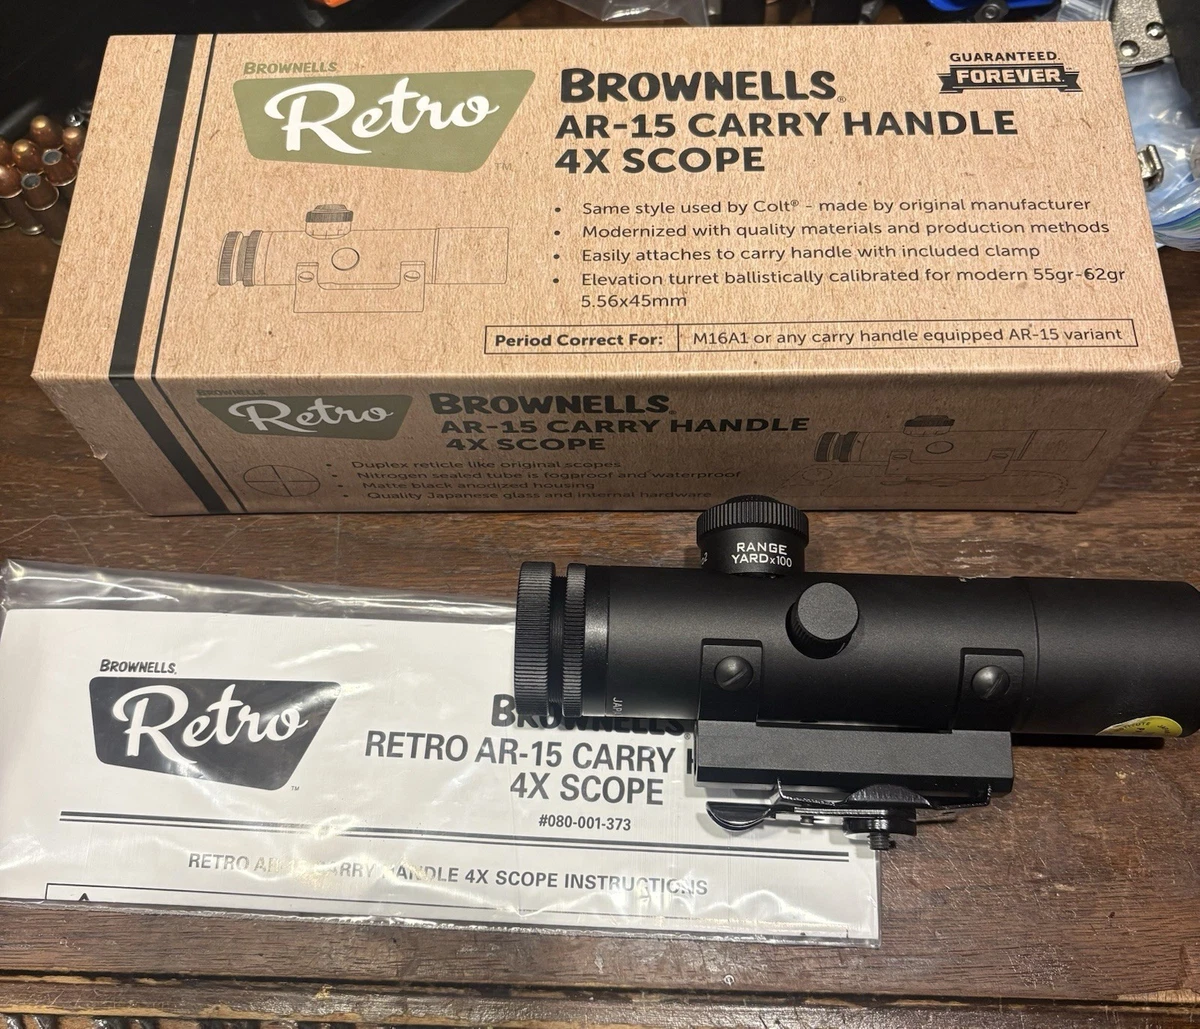 BROWNELLS
Retro
TM
BROWNELLS®
AR-15 CARRY HANDLE
4X SCOPE
GUARANTEED
FOREVER
• Same style used by Colt® - made by original manufacturer
• Modernized with quality materials and production methods
• Easily attaches to carry handle with included clamp
• Elevation turret ballistically calibrated for modern 55gr-62gr
5.56x45mm
Period Correct For: M16A1 or any carry handle equipped AR-15 variant
BROWNELLS
Retro
BROWNELLS®
AR-15 CARRY HANDLE
4X SCOPE
• Duplex reticle like original scopes
• Nitrogen sealed tube is fogproof and waterproof
• Matte black anodized housing
• Quality Japanese glass and internal hardware
2
RANGE
YARDx100
JAP
BROWNELLS
Retro
TM
BROWNELLS
RETRO AR-15 CARRY H
4X SCOPE
#080-001-373
RETRO AR-15 CARRY HANDLE 4X SCOPE INSTRUCTIONS